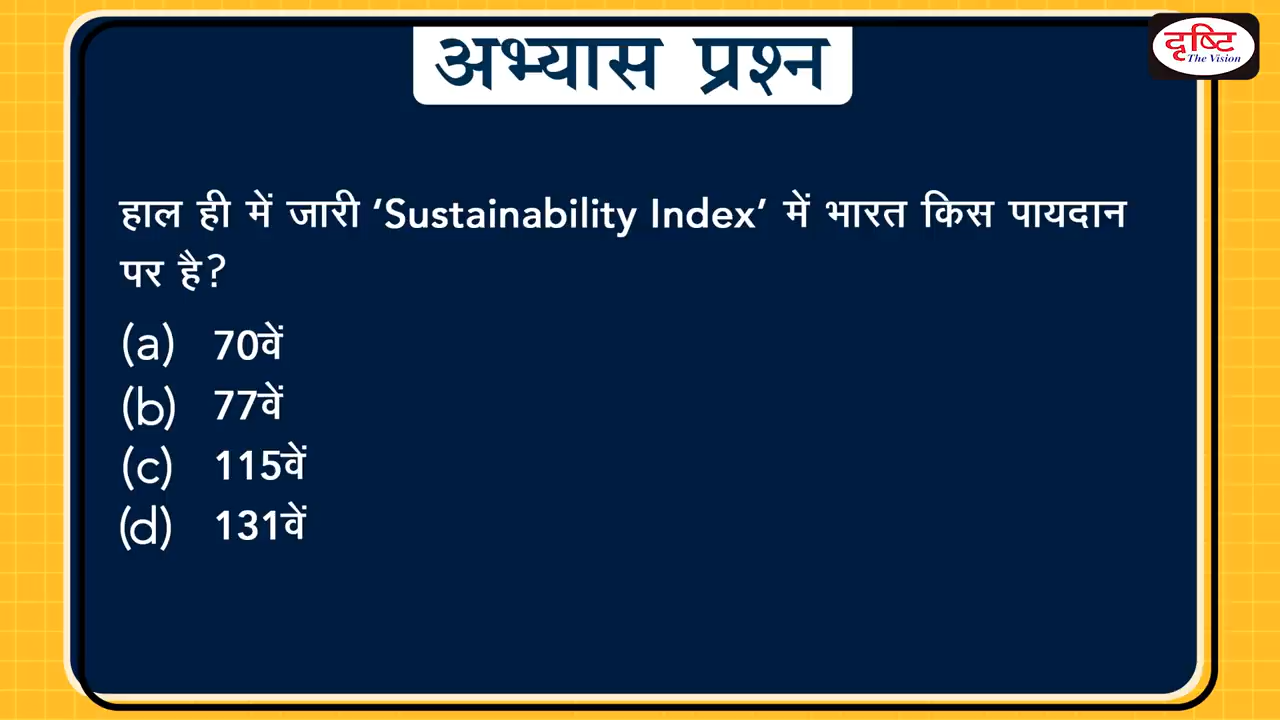 अभ्यास प्रश्न
दृष्टि
The Vision
हाल ही में जारी ‘Sustainability Index’ में भारत किस पायदान
पर है?
(a) 70वें
(b) 77वें
(c) 115वें
(d) 131वें